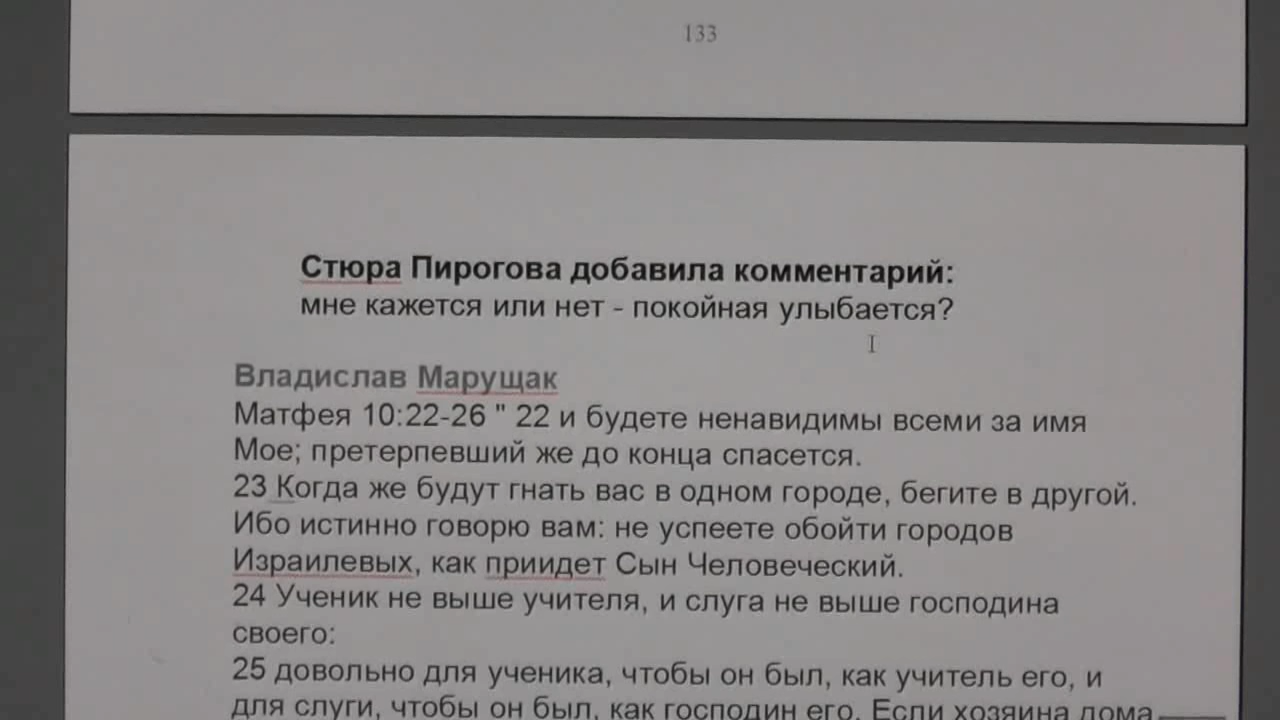 133
Стюра Пирогова добавила комментарий:
мне кажется или нет - покойная улыбается?
Владислав Марущак
Матфея 10:22-26 " 22 и будете ненавидимы всеми за имя
Мое; претерпевший же до конца спасется.
23 Когда же будут гнать вас в одном городе, бегите в другой.
Ибо истинно говорю вам: не успеете обойти городов
Израилевых, как приидет Сын Человеческий.
24 Ученик не выше учителя, и слуга не выше господина
своего:
25 довольно для ученика, чтобы он был, как учитель его, и
для слуги, чтобы он был, как господин его. Если хозяина дома